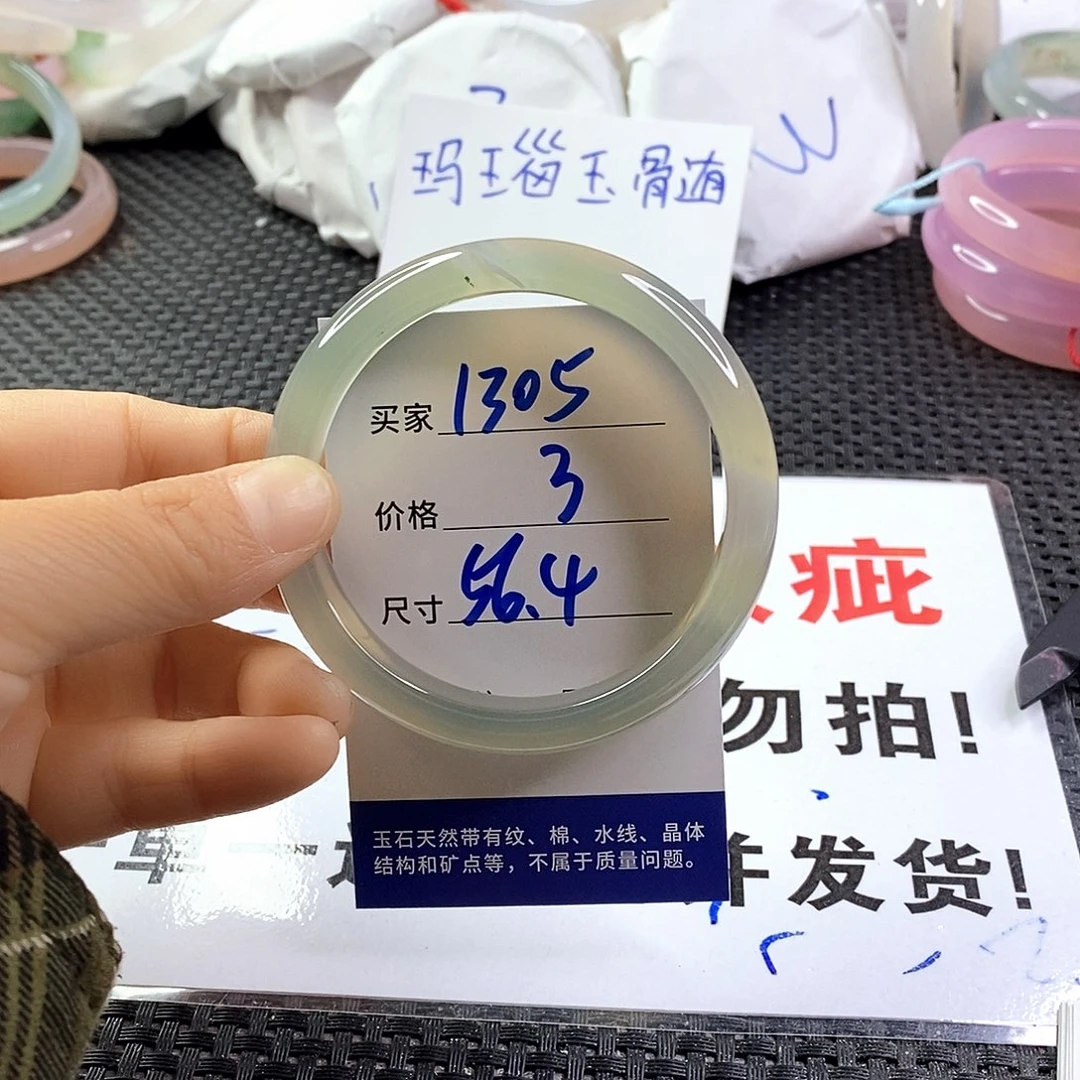 玛瑙玉骨髓
买家 1305
价格 3
尺寸 56.4
玉石天然带有纹、棉、水线、晶体
结构和矿点等，不属于质量问题。
疵
勿拍！
并发货！